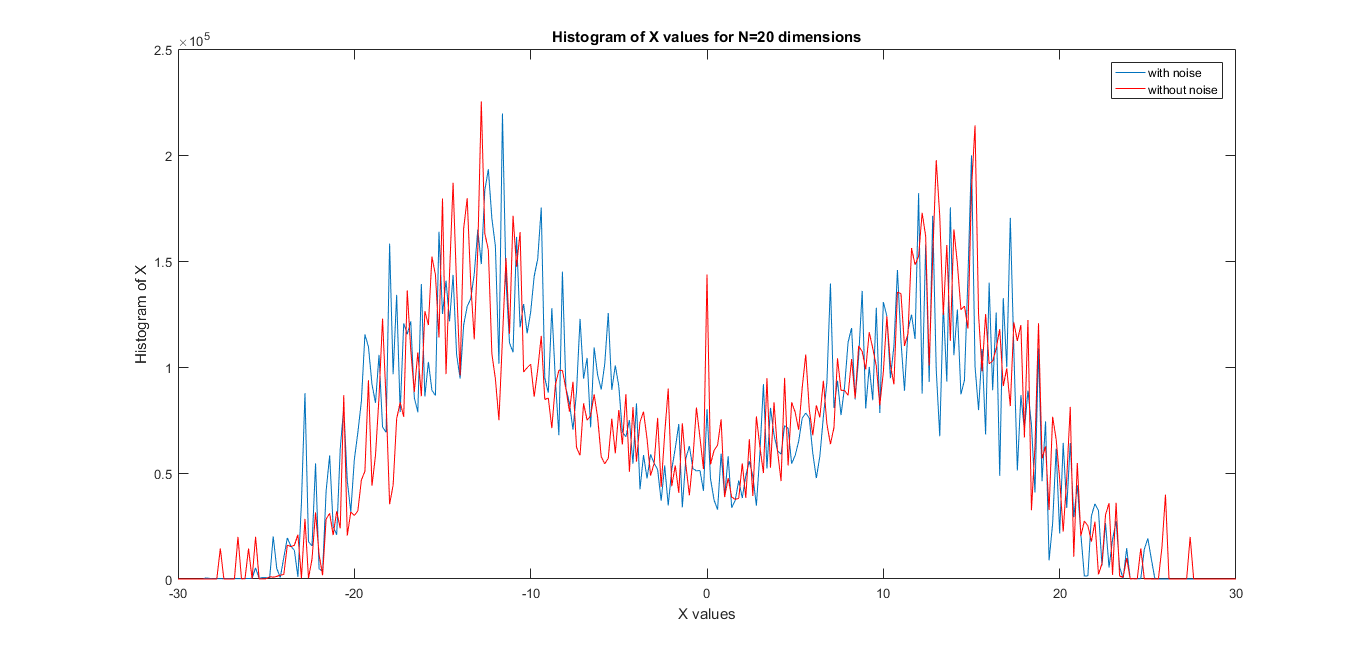 Histogram of X values for N=20 dimensions
×10^5
2.5
2
1.5
1
0.5
0
Histogram of X
with noise
without noise
-30 -20 -10 0 10 20 30
X values